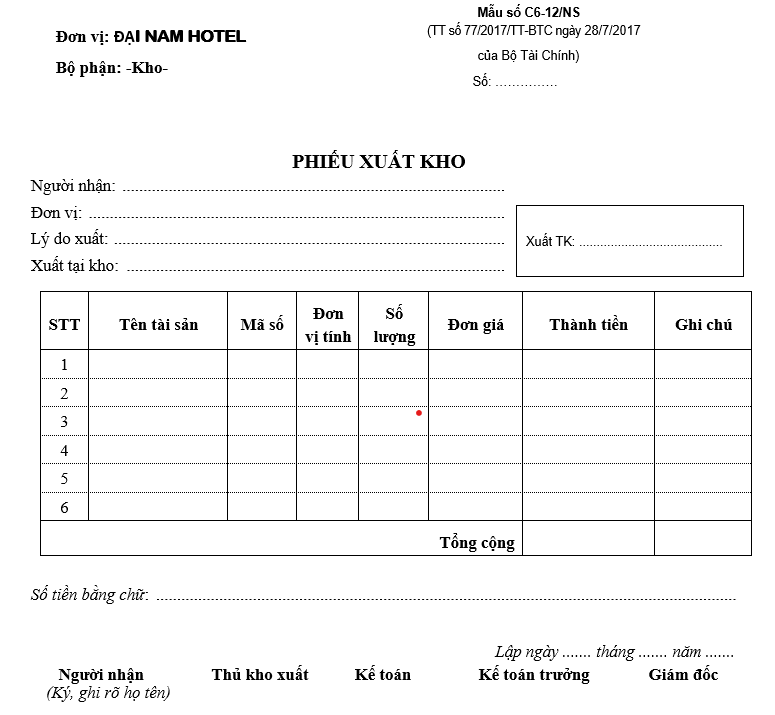 Đơn vị: ĐẠI NAM HOTEL
Bộ phận: -Kho-
Mẫu số C6-12/NS
(TT số 77/2017/TT-BTC ngày 28/7/2017
của Bộ Tài Chính)
Số: ……………
PHIẾU XUẤT KHO
Người nhận: ...........................................................................................
Đơn vị: ...................................................................................................
Lý do xuất: .............................................................................................
Xuất tại kho: ..........................................................................................
Xuất TK: .........................................
STT Tên tài sản Mã số Đơn vị tính Số lượng Đơn giá Thành tiền Ghi chú
1
2
3
4
5
6
Tổng cộng
Số tiền bằng chữ: ..........................................................................................................................................
Lập ngày ....... tháng ....... năm .......
Người nhận Thủ kho xuất Kế toán Kế toán trưởng Giám đốc
(Ký, ghi rõ họ tên)